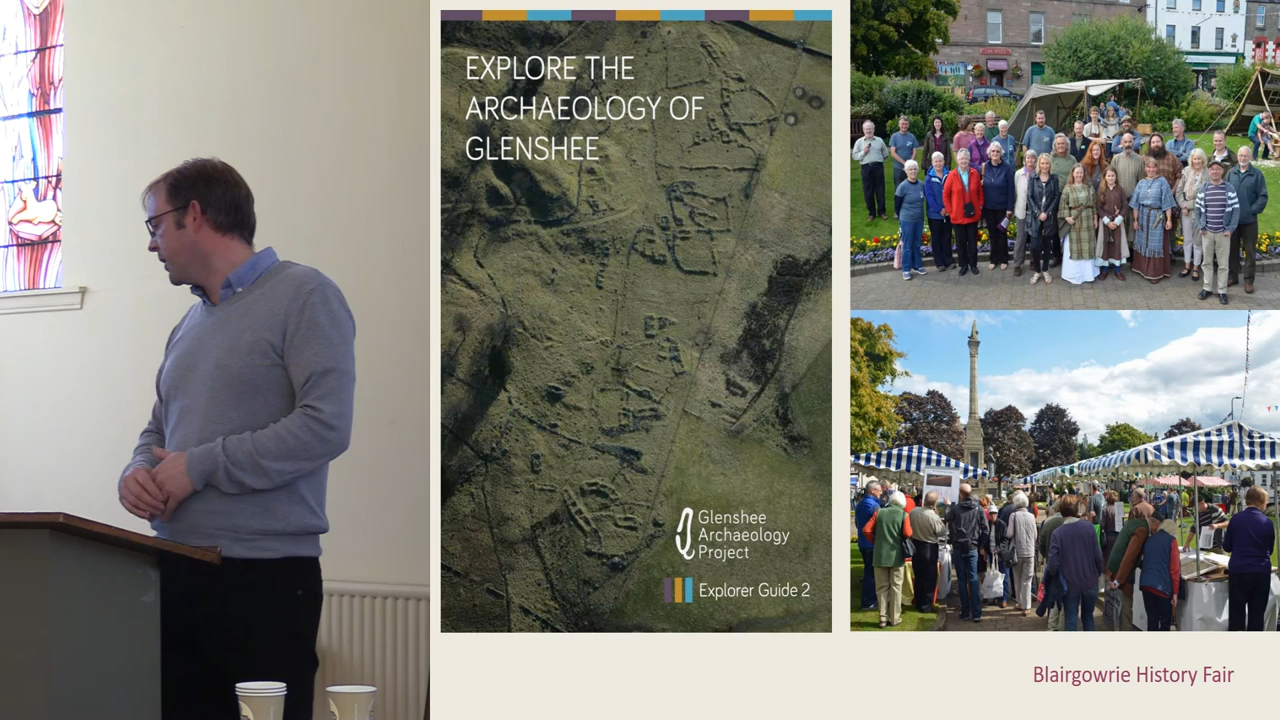 EXPLORE THE
ARCHAEOLOGY OF
GLENSHEE
Glenshee
Archaeology
Project
Explorer Guide 2
Blairgowrie History Fair